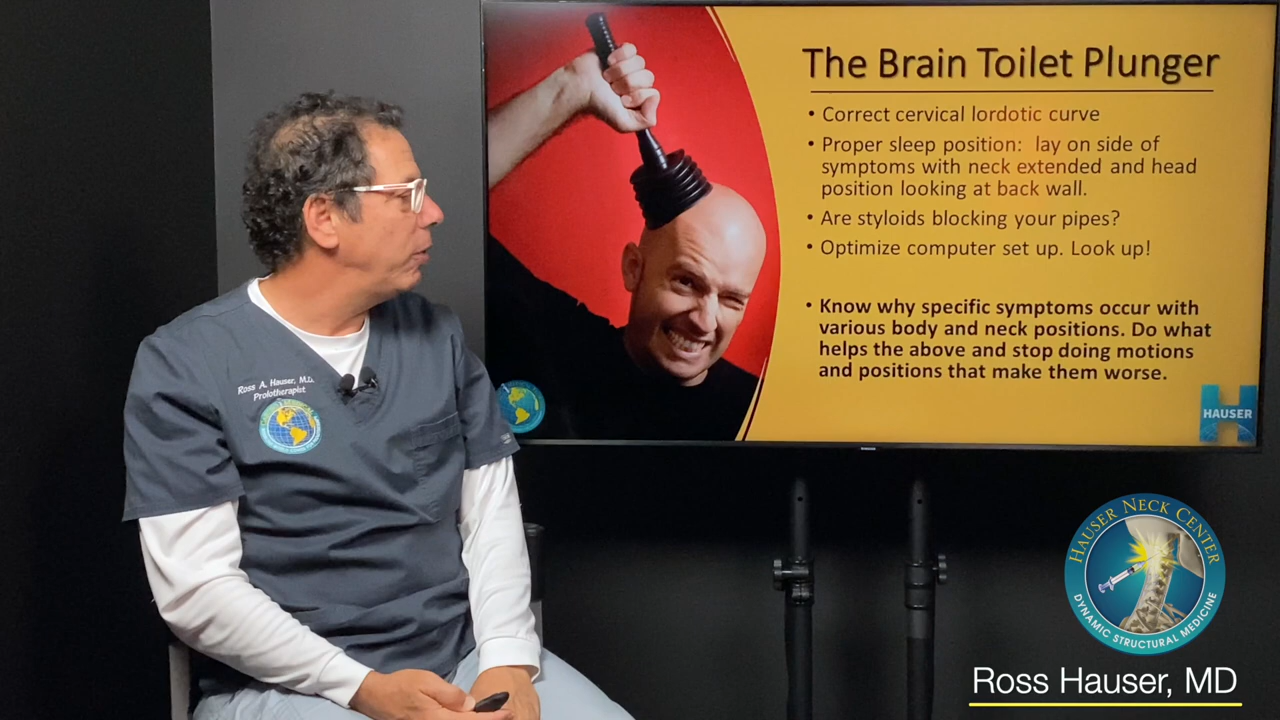 The Brain Toilet Plunger
• Correct cervical lordotic curve
• Proper sleep position: lay on side of
symptoms with neck extended and head
position looking at back wall.
• Are styloids blocking your pipes?
• Optimize computer set up. Look up!
• Know why specific symptoms occur with
various body and neck positions. Do what
helps the above and stop doing motions
and positions that make them worse.
HAUSER
Ross A. Hauser, M.D.
Prolotherapist
HAUSER NECK CENTER
DYNAMIC STRUCTURAL MEDICINE
Ross Hauser, MD